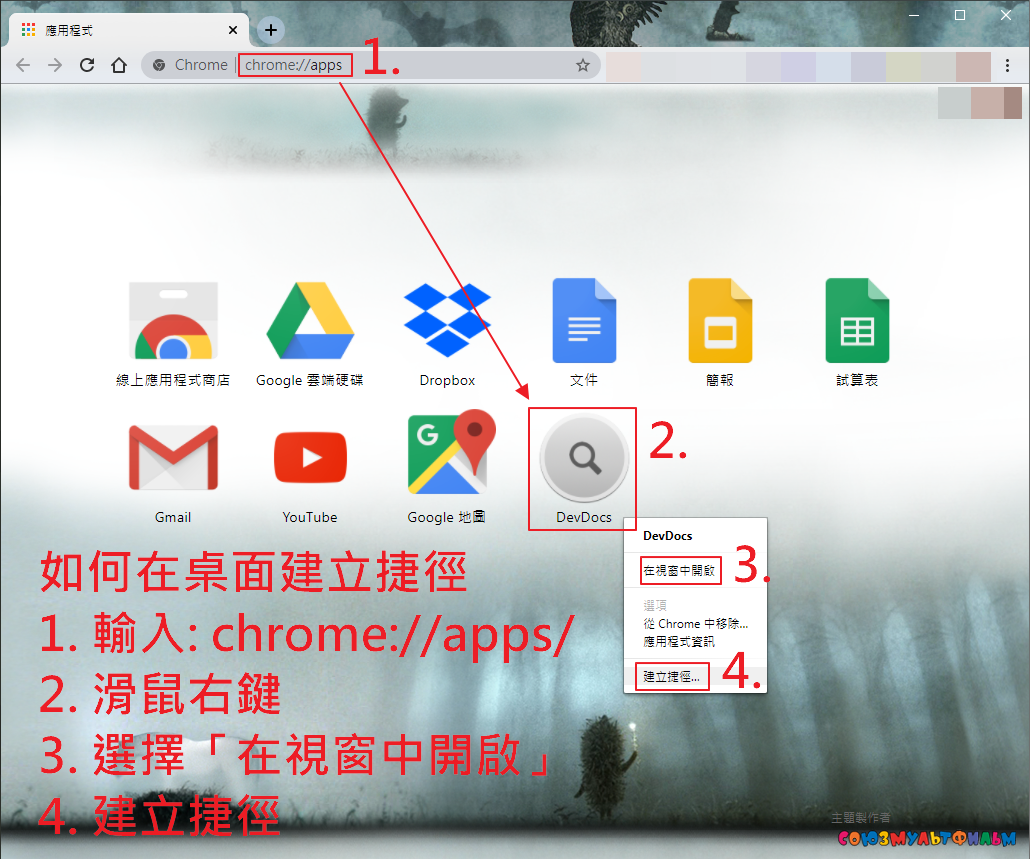 應用程式
Chrome | chrome://apps
1.
線上應用程式商店
Google 雲端硬碟
Dropbox
文件
簡報
試算表
2.
G
Gmail
YouTube
Google 地圖
DevDocs
DevDocs
在視窗中開啟
3.
選項
從 Chrome 中移除...
應用程式資訊
建立捷徑...
4.
如何在桌面建立捷徑
1. 輸入: chrome://apps/
2. 滑鼠右鍵
3. 選擇「在視窗中開啟」
4. 建立捷徑
主題製作者
СОЮЗМУЛЬТФИЛЬМ